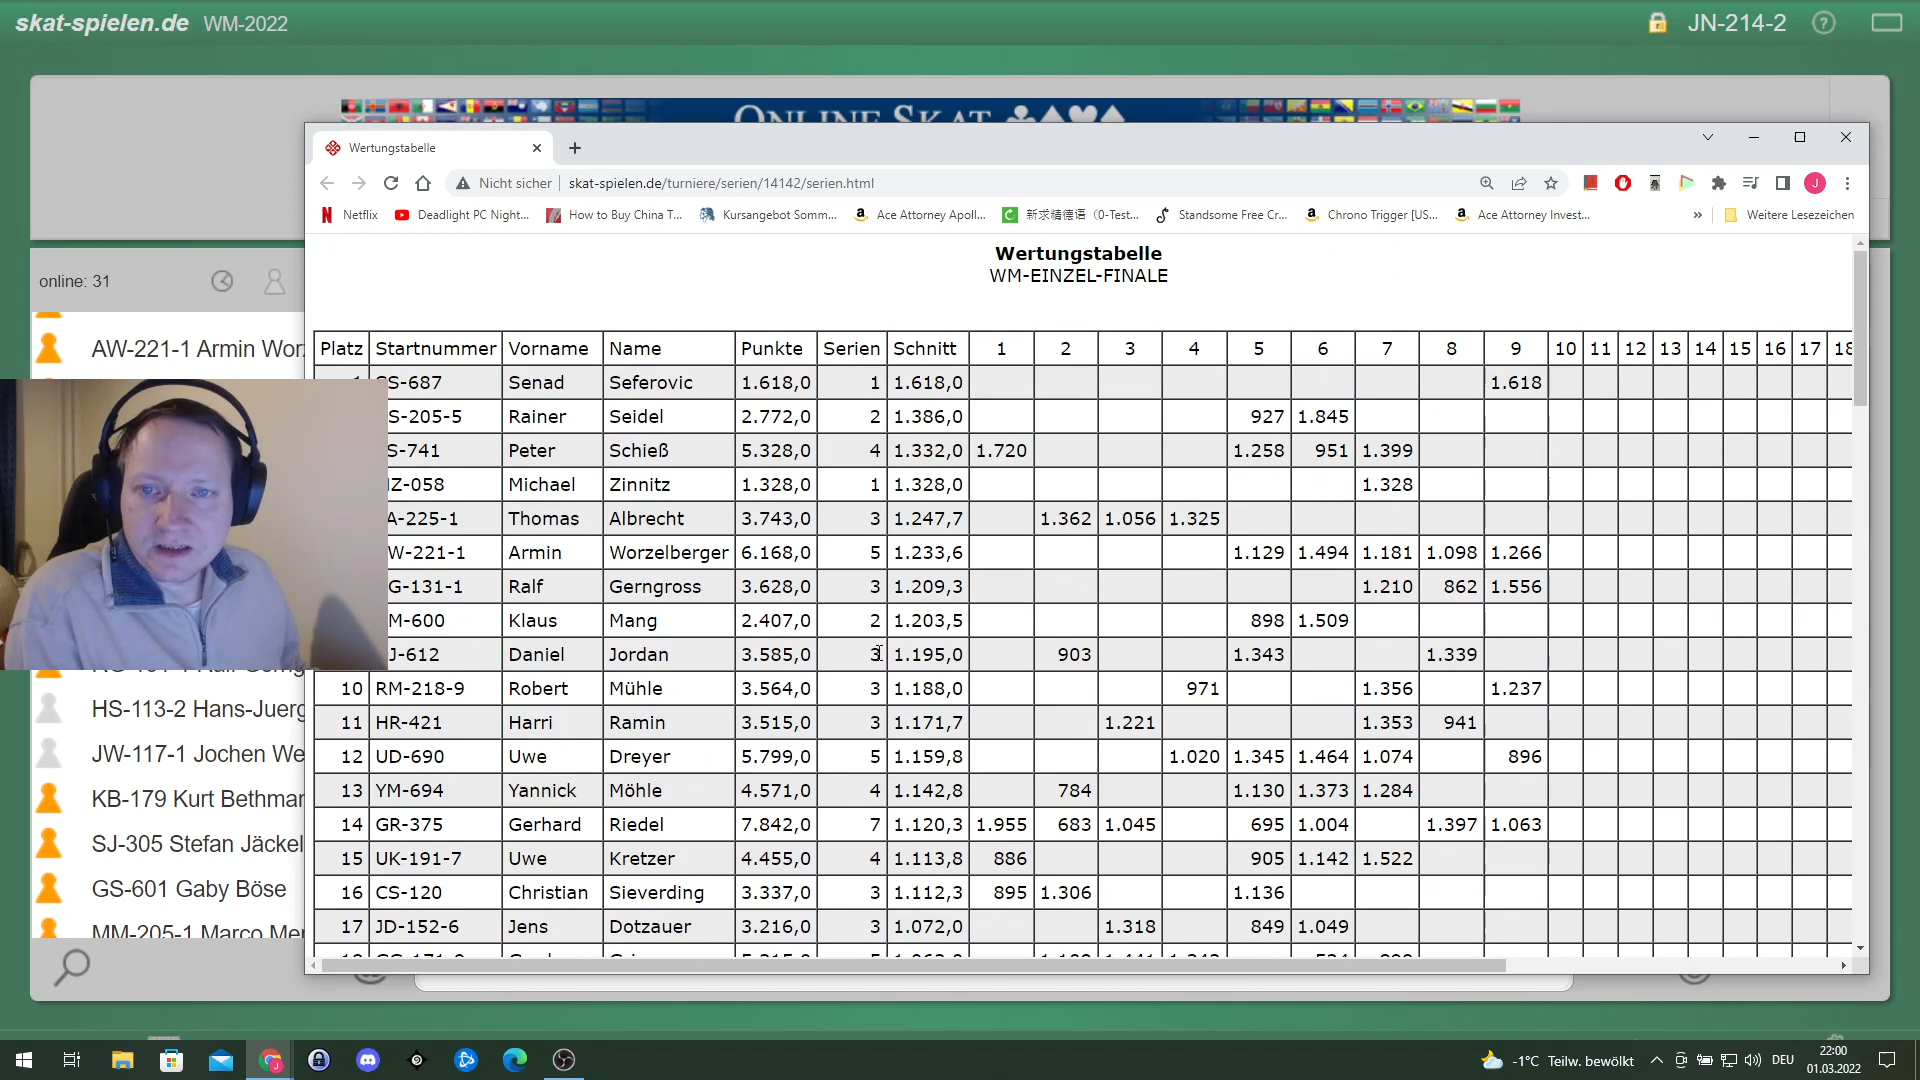 skat-spielen.de WM-2022 JN-214-2 ?
ONLINE SKAT
Wertungstabelle
Nicht sicher skat-spielen.de/turniere/serien/14142/serien.html J
Netflix Deadlight PC Night... How to Buy China T... Kursangebot Somm... Ace Attorney Apoll... 新求精德语（0-Test... Standsome Free Cr... Chrono Trigger [US... Ace Attorney Invest... » Weitere Lesezeichen
Wertungstabelle
WM-EINZEL-FINALE
online: 31
AW-221-1 Armin Wor
HS-113-2 Hans-Juerg
JW-117-1 Jochen We
KB-179 Kurt Bethmar
SJ-305 Stefan Jäckel
GS-601 Gaby Böse
MM-205-1 Marco Mer
Platz Startnummer Vorname Name Punkte Serien Schnitt 1 2 3 4 5 6 7 8 9 10 11 12 13 14 15 16 17 18
S-687 Senad Seferovic 1.618,0 1 1.618,0 1.618
S-205-5 Rainer Seidel 2.772,0 2 1.386,0 927 1.845
S-741 Peter Schieß 5.328,0 4 1.332,0 1.720 1.258 951 1.399
Z-058 Michael Zinnitz 1.328,0 1 1.328,0 1.328
A-225-1 Thomas Albrecht 3.743,0 3 1.247,7 1.362 1.056 1.325
W-221-1 Armin Worzelberger 6.168,0 5 1.233,6 1.129 1.494 1.181 1.098 1.266
G-131-1 Ralf Gerngross 3.628,0 3 1.209,3 1.210 862 1.556
M-600 Klaus Mang 2.407,0 2 1.203,5 898 1.509
J-612 Daniel Jordan 3.585,0 3 1.195,0 903 1.343 1.339
10 RM-218-9 Robert Mühle 3.564,0 3 1.188,0 971 1.356 1.237
11 HR-421 Harri Ramin 3.515,0 3 1.171,7 1.221 1.353 941
12 UD-690 Uwe Dreyer 5.799,0 5 1.159,8 1.020 1.345 1.464 1.074 896
13 YM-694 Yannick Möhle 4.571,0 4 1.142,8 784 1.130 1.373 1.284
14 GR-375 Gerhard Riedel 7.842,0 7 1.120,3 1.955 683 1.045 695 1.004 1.397 1.063
15 UK-191-7 Uwe Kretzer 4.455,0 4 1.113,8 886 905 1.142 1.522
16 CS-120 Christian Sieverding 3.337,0 3 1.112,3 895 1.306 1.136
17 JD-152-6 Jens Dotzauer 3.216,0 3 1.072,0 1.318 849 1.049
-1°C Teilw. bewölkt DEU 22:00
01.03.2022